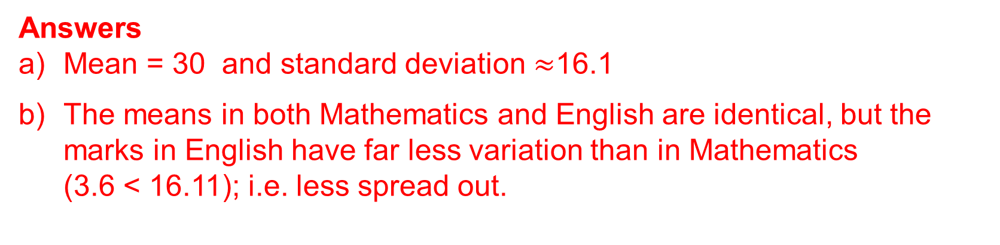 Answers
a) Mean = 30 and standard deviation ≈16.1
b) The means in both Mathematics and English are identical, but the
marks in English have far less variation than in Mathematics
(3.6 < 16.11); i.e. less spread out.